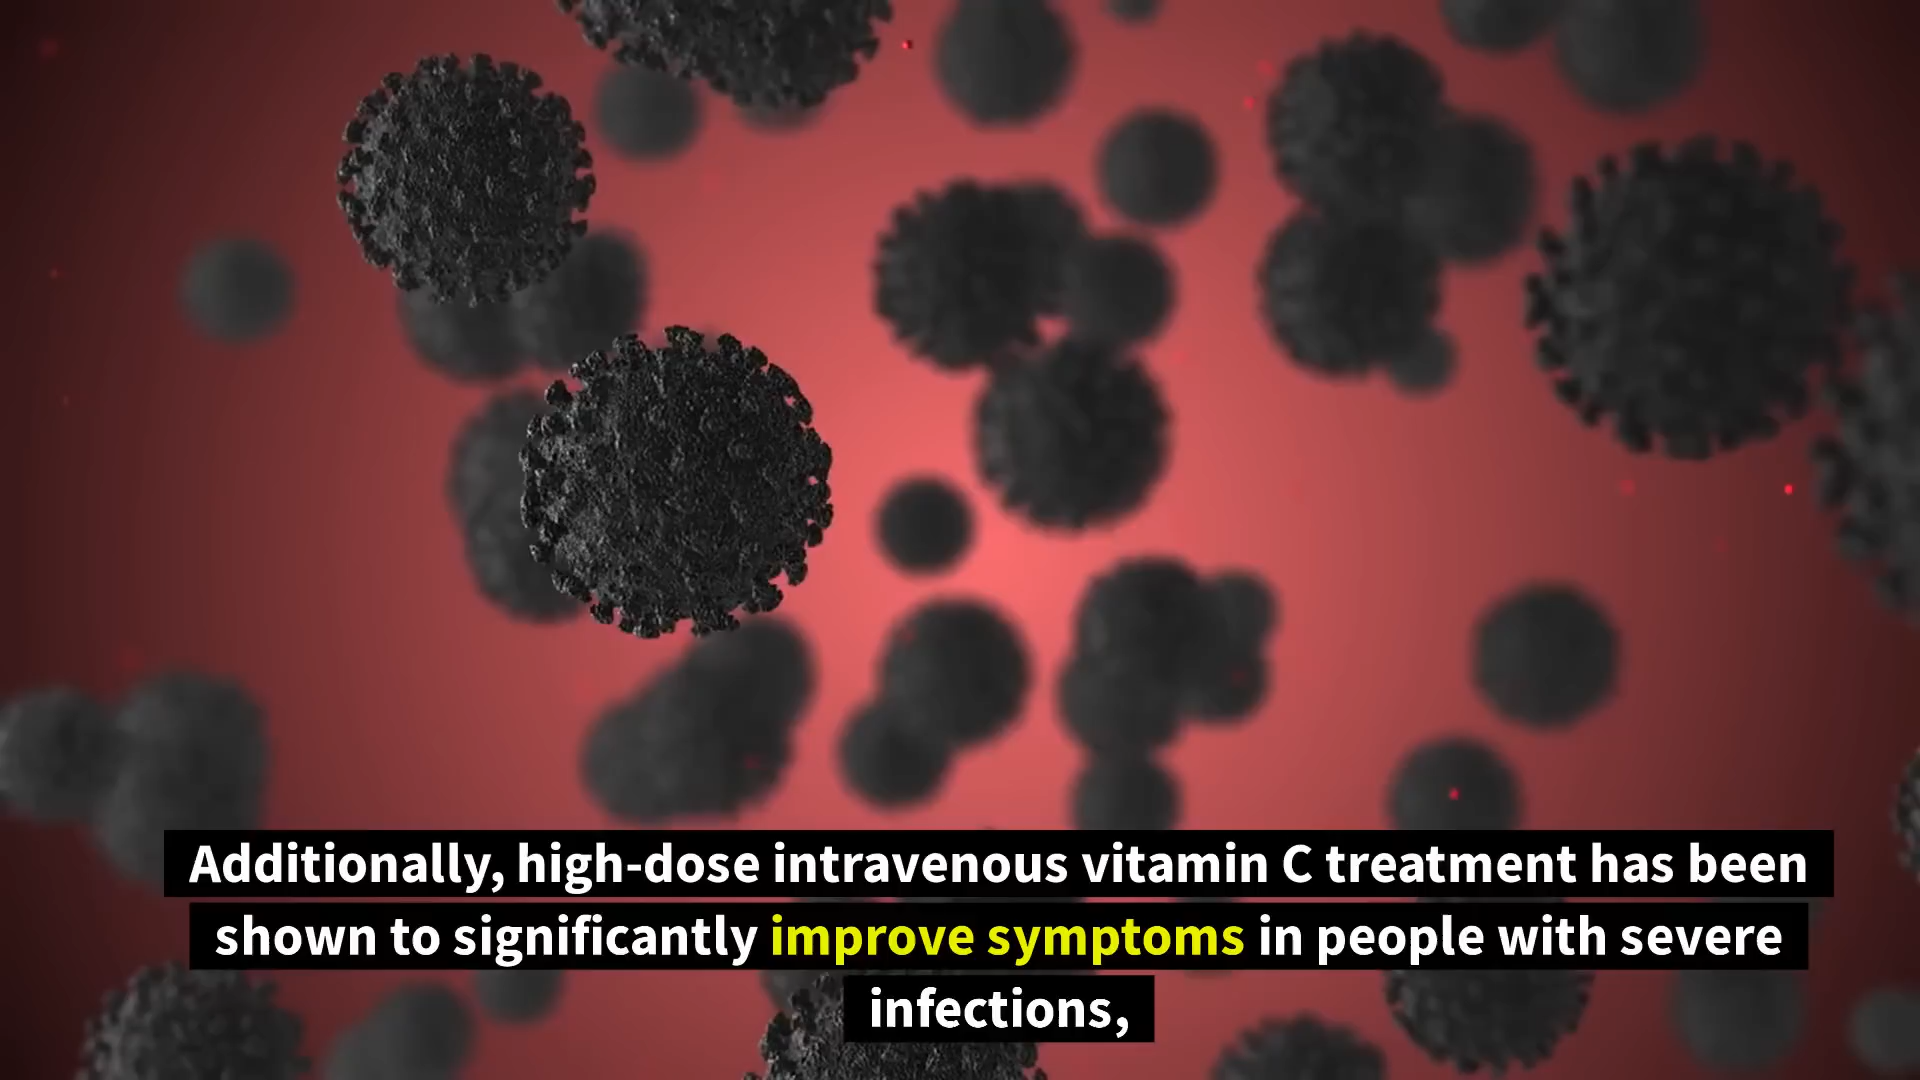 Additionally, high-dose intravenous vitamin C treatment has been
shown to significantly improve symptoms in people with severe
infections,